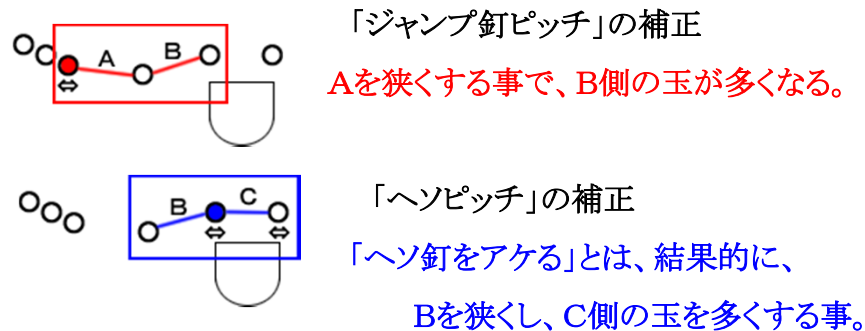 「ジャンプ釘ピッチ」の補正
A B
⇔
Aを狭くする事で、B側の玉が多くなる。
「ヘソピッチ」の補正
B C
⇔ ⇔
「ヘソ釘をアケる」とは、結果的に、
Bを狭くし、C側の玉を多くする事。